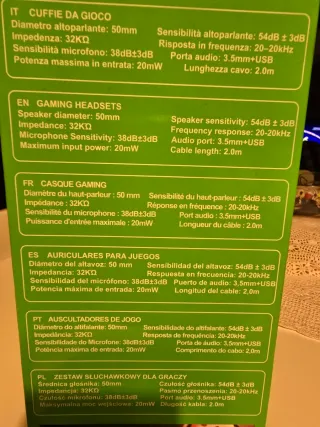 IT CUFFIE DA GIOCO
Diametro altoparlante: 50mm Sensibilità altoparlante: 54dB ± 3dB
Impedenza: 32KΩ Risposta in frequenza: 20-20kHz
Sensibilità microfono: 38dB±3dB Porta audio: 3.5mm+USB
Potenza massima in entrata: 20mW Lunghezza cavo: 2.0m
EN GAMING HEADSETS
Speaker diameter: 50mm Speaker sensitivity: 54dB ± 3dB
Impedance: 32KΩ Frequency response: 20-20kHz
Microphone Sensitivity: 38dB±3dB Audio port: 3.5mm+USB
Maximum input power: 20mW Cable length: 2.0m
FR CASQUE GAMING
Diamètre du haut-parleur : 50 mm Sensibilité du haut-parleur : 54dB ± 3dB
Impédance : 32KΩ Réponse en fréquence : 20-20kHz
Sensibilité du microphone : 38dB±3dB Port audio : 3.5mm+USB
Puissance d'entrée maximale : 20mW Longueur du câble : 2.0m
ES AURICULARES PARA JUEGOS
Diámetro del altavoz: 50 mm Sensibilidad del altavoz: 54dB ± 3dB
Impedancia: 32KΩ Respuesta en frecuencia: 20-20kHz
Sensibilidad del micrófono: 38dB±3dB Puerto de audio: 3,5mm+USB
Potencia máxima de entrada: 20mW Longitud del cable: 2,0m
PT AUSCULTADORES DE JOGO
Diâmetro do altifalante: 50mm Sensibilidade do altifalante: 54dB ± 3dB
Impedância: 32KΩ Resposta de frequência: 20-20kHz
Sensibilidade do Microfone: 38dB±3dB Porta de áudio: 3,5mm+USB
Potência máxima de entrada: 20mW Comprimento do cabo: 2.0m
PL ZESTAW SŁUCHAWKOWY DLA GRACZY
Średnica głośnika: 50mm Czułość głośnika: 54dB ± 3dB
Impedancja: 32KΩ Pasmo przenoszenia: 20-20kHz
Czułość mikrofonu: 38dB±3dB Port audio: 3.5mm+USB
Maksymalna moc wejściowa: 20mW Długość kabla: 2.0m